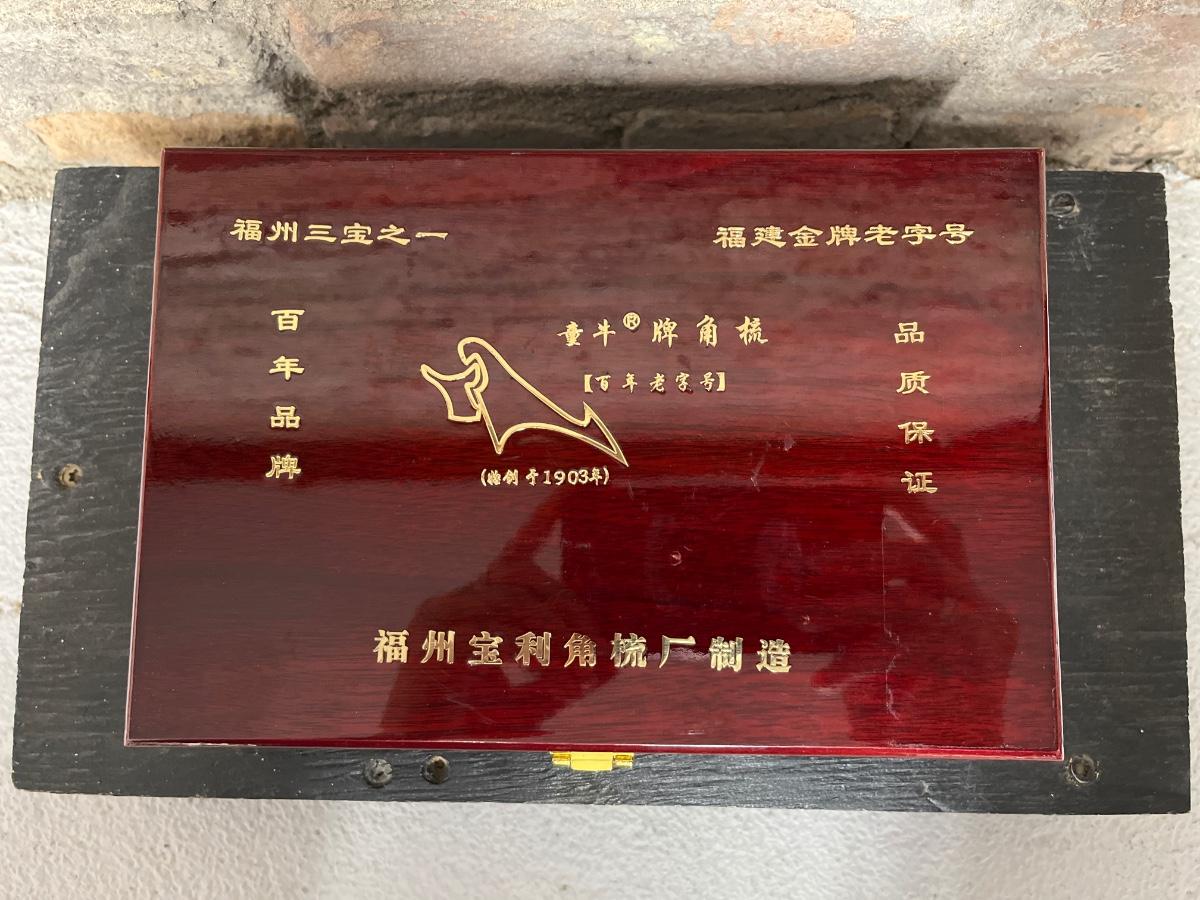 福州三宝之一
福建金牌老字号
百年品牌
童牛®牌角梳
【百年老字号】
(始创于1903年)
品质保证
福州宝利角梳厂制造